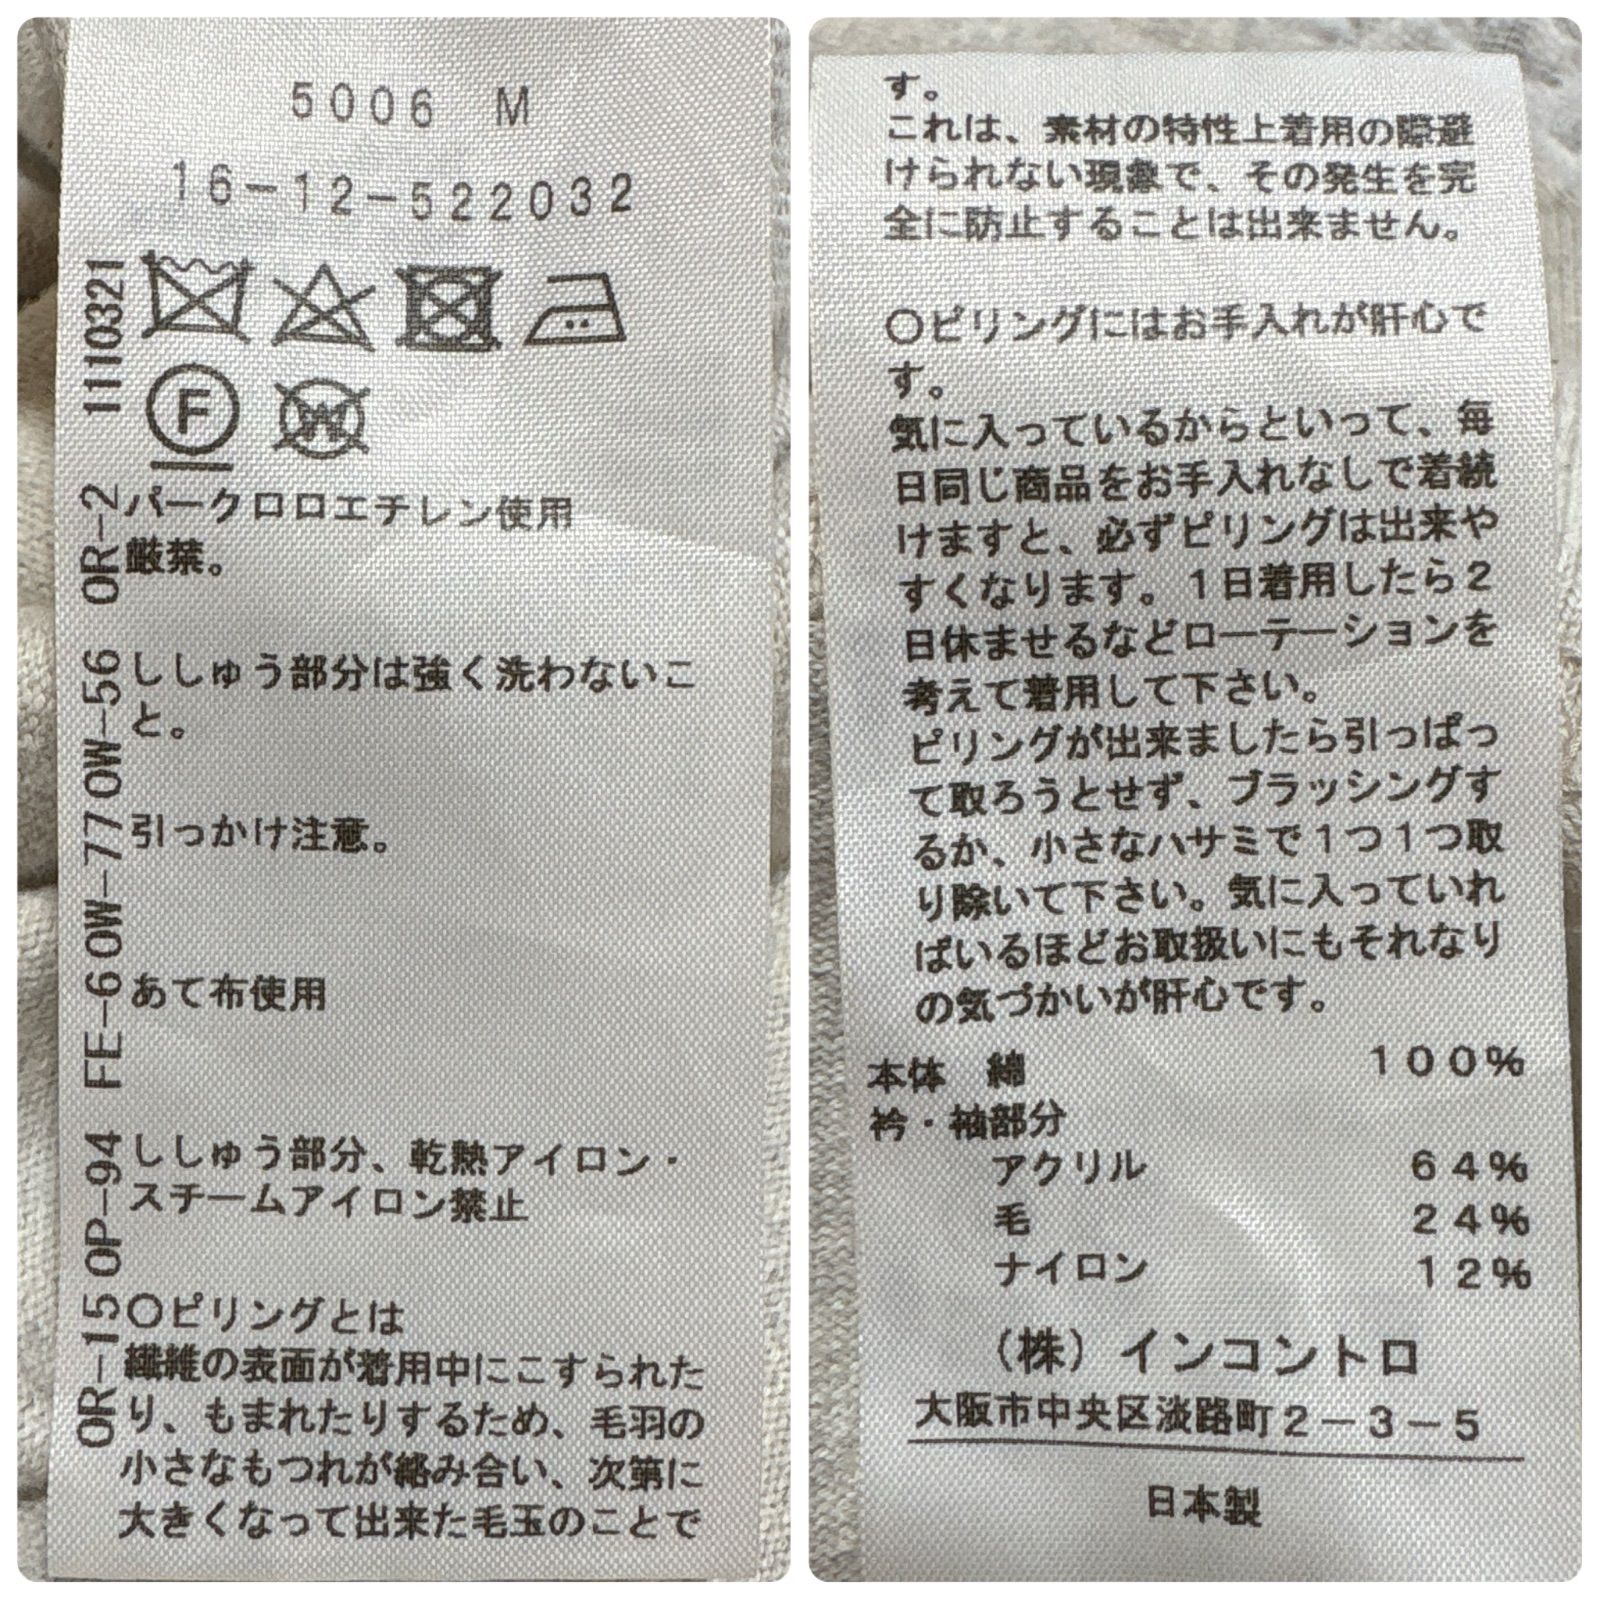 5006 M
16-12-522032
1110321
F
W
OR-2
パークロロエチレン使用
厳禁。
FE-60W-770W-56
ししゅう部分は強く洗わないこ
と。
引っかけ注意。
あて布使用
OR-15 OP-94
ししゅう部分、乾熱アイロン・
スチームアイロン禁止
○ピリングとは
繊維の表面が着用中にこすられた
り、もまれたりするため、毛羽の
小さなもつれが絡み合い、次第に
大きくなって出来た毛玉のことで
す。
これは、素材の特性上着用の際避
けられない現象で、その発生を完
全に防止することは出来ません。
○ピリングにはお手入れが肝心で
す。
気に入っているからといって、毎
日同じ商品をお手入れなしで着続
けますと、必ずピリングは出来や
すくなります。1日着用したら2
日休ませるなどローテーションを
考えて着用して下さい。
ピリングが出来ましたら引っぱっ
て取ろうとせず、ブラッシングす
るか、小さなハサミで1つ1つ取
り除いて下さい。気に入っていれ
ばいるほどお取扱いにもそれなり
の気づかいが肝心です。
本体 綿 100%
衿・袖部分
アクリル 64%
毛 24%
ナイロン 12%
(株)インコントロ
大阪市中央区淡路町2-3-5
日本製